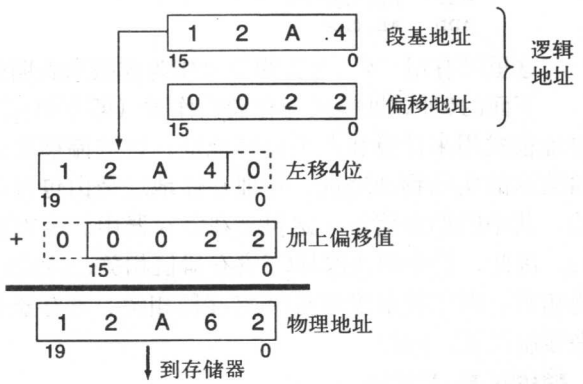 1 2 A 4 段基地址
15 0
逻辑
地址
0 0 2 2 偏移地址
15 0
1 2 A 4 0 左移4位
19 0
+ 0 0 0 2 2 加上偏移值
15 0
1 2 A 6 2 物理地址
19 0
到存储器